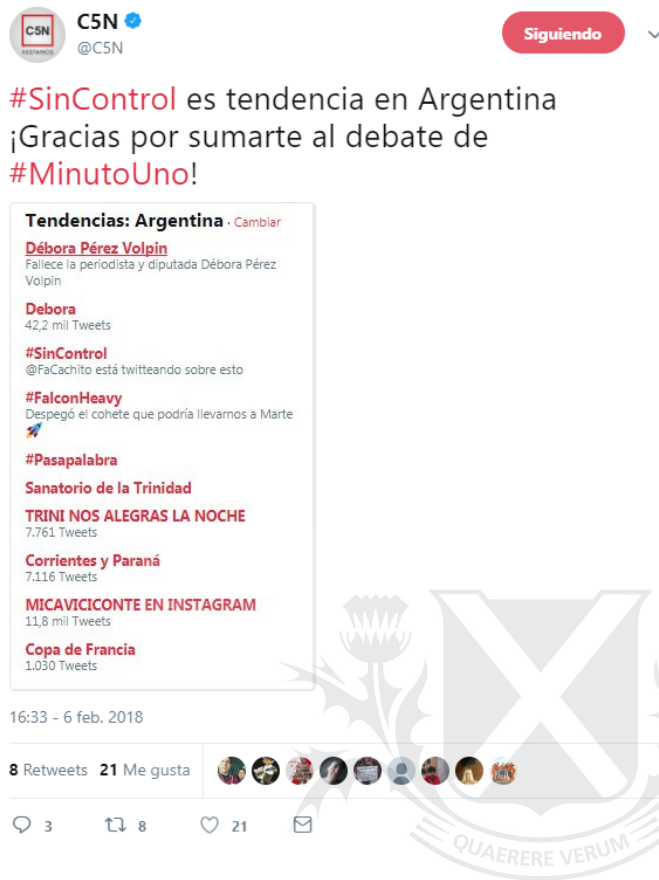 C5N
#ESTAMOS
C5N
@C5N
Siguiendo
#SinControl es tendencia en Argentina
¡Gracias por sumarte al debate de
#MinutoUno!
Tendencias: Argentina · Cambiar
Débora Pérez Volpin
Fallece la periodista y diputada Débora Pérez
Volpin
Debora
42,2 mil Tweets
#SinControl
@FaCachito está twitteando sobre esto
#FalconHeavy
Despegó el cohete que podría llevarnos a Marte
🚀
#Pasapalabra
Sanatorio de la Trinidad
TRINI NOS ALEGRAS LA NOCHE
7.761 Tweets
Corrientes y Paraná
7.116 Tweets
MICAVICICONTE EN INSTAGRAM
11,8 mil Tweets
Copa de Francia
1.030 Tweets
16:33 - 6 feb. 2018
8 Retweets 21 Me gusta
3 8 21
QUAERERE VERUM